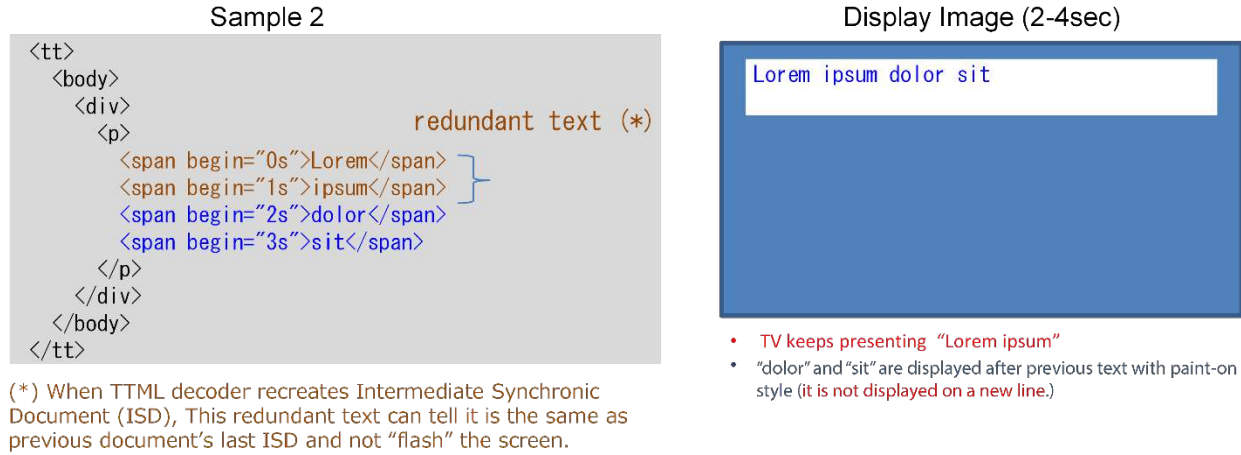 Sample 2
<tt>
<body>
<div>
<p>
redundant text (*)
<span begin="0s">Lorem</span>
<span begin="1s">ipsum</span>
<span begin="2s">dolor</span>
<span begin="3s">sit</span>
</p>
</div>
</body>
</tt>
(*) When TTML decoder recreates Intermediate Synchronic
Document (ISD), This redundant text can tell it is the same as
previous document's last ISD and not “flash” the screen.
Display Image (2-4sec)
Lorem ipsum dolor sit
• TV keeps presenting “Lorem ipsum”
• “dolor” and “sit” are displayed after previous text with paint-on
style (it is not displayed on a new line.)